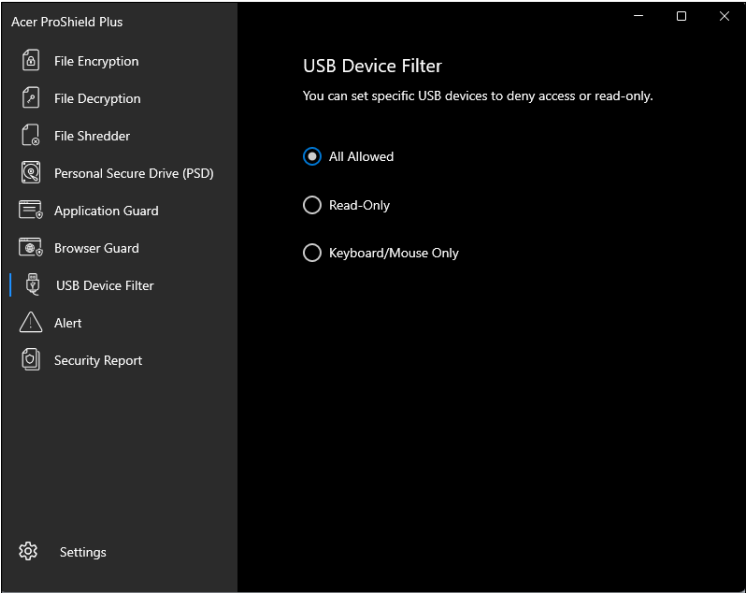 Acer ProShield Plus
File Encryption
File Decryption
File Shredder
Personal Secure Drive (PSD)
Application Guard
Browser Guard
USB Device Filter
Alert
Security Report
Settings
USB Device Filter
You can set specific USB devices to deny access or read-only.
All Allowed
Read-Only
Keyboard/Mouse Only